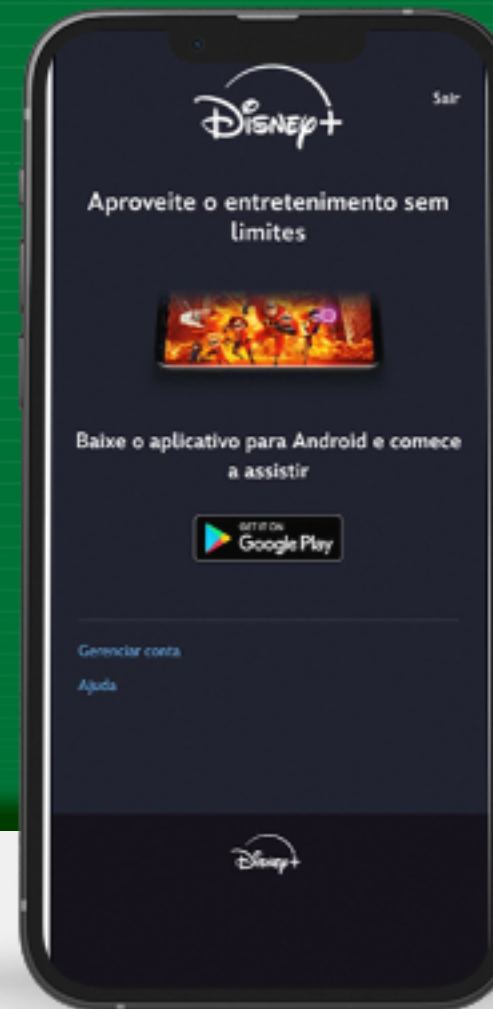 Disney+
Sair
Aproveite o entretenimento sem
limites
Baixe o aplicativo para Android e comece
a assistir
GET IT ON
Google Play
Gerenciar conta
Ajuda
Disney+